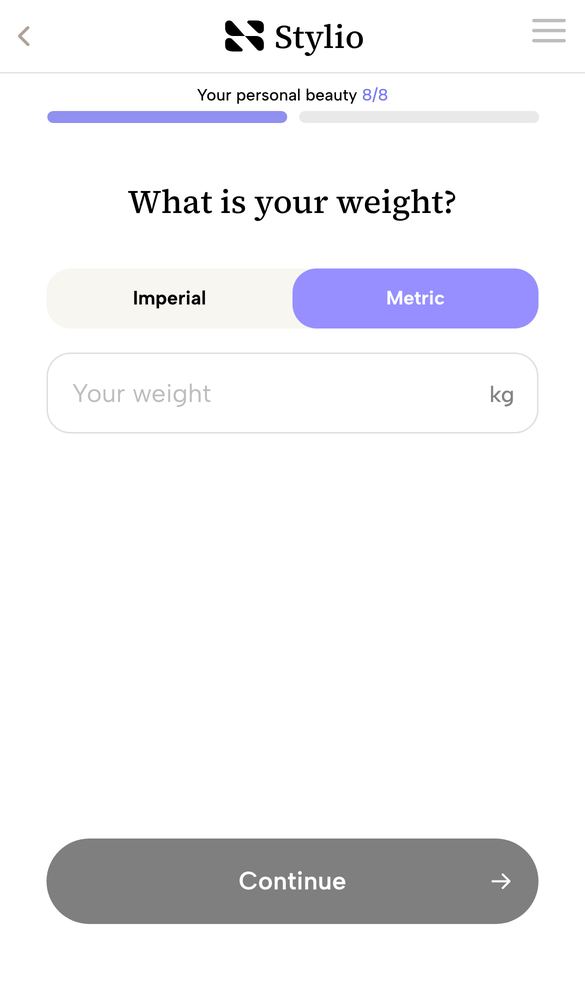 Stylio
Your personal beauty 8/8
What is your weight?
Imperial
Metric
Your weight
kg
Continue